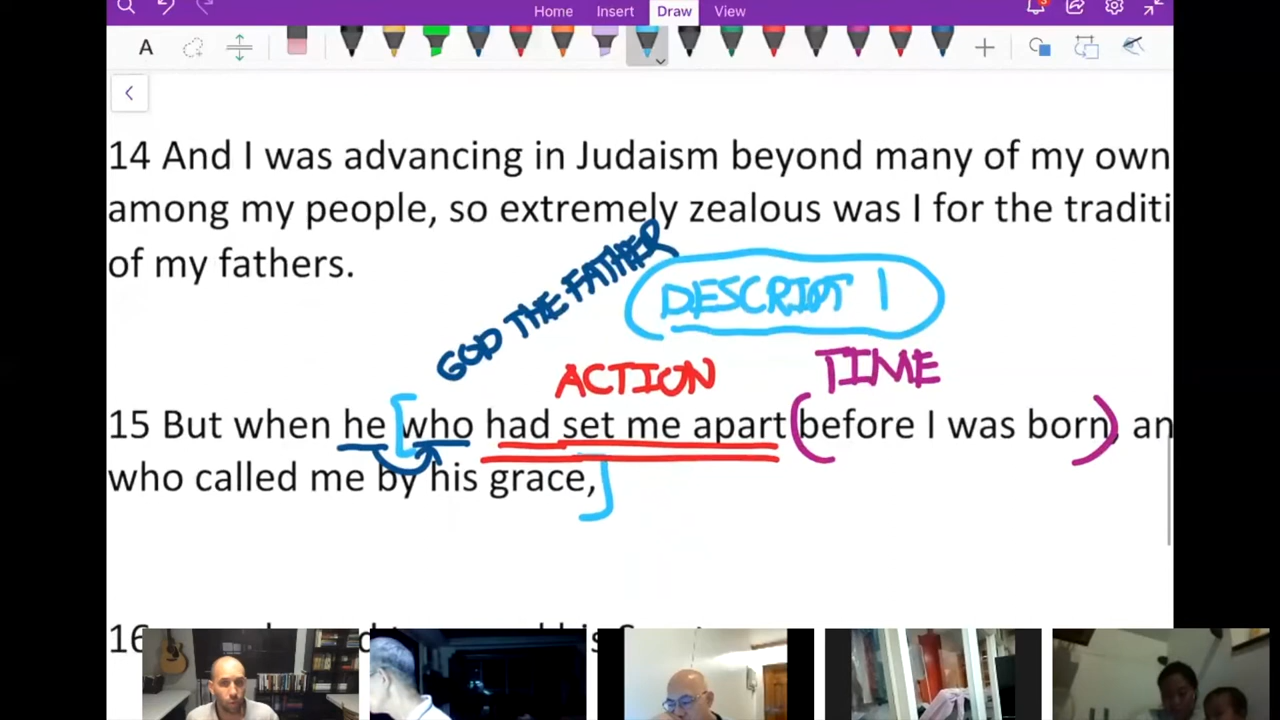 Home Insert Draw View
A
14 And I was advancing in Judaism beyond many of my own
among my people, so extremely zealous was I for the traditi
of my fathers.
GOD THE FATHER
DESCRIPT 1
ACTION TIME
15 But when he [who had set me apart (before I was born), an
who called me by his grace,]
16